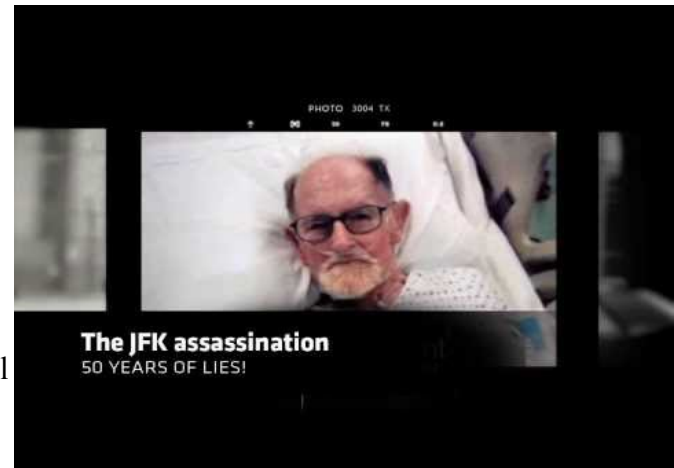 PHOTO 3004 TX
The JFK assassination
50 YEARS OF LIES!
l